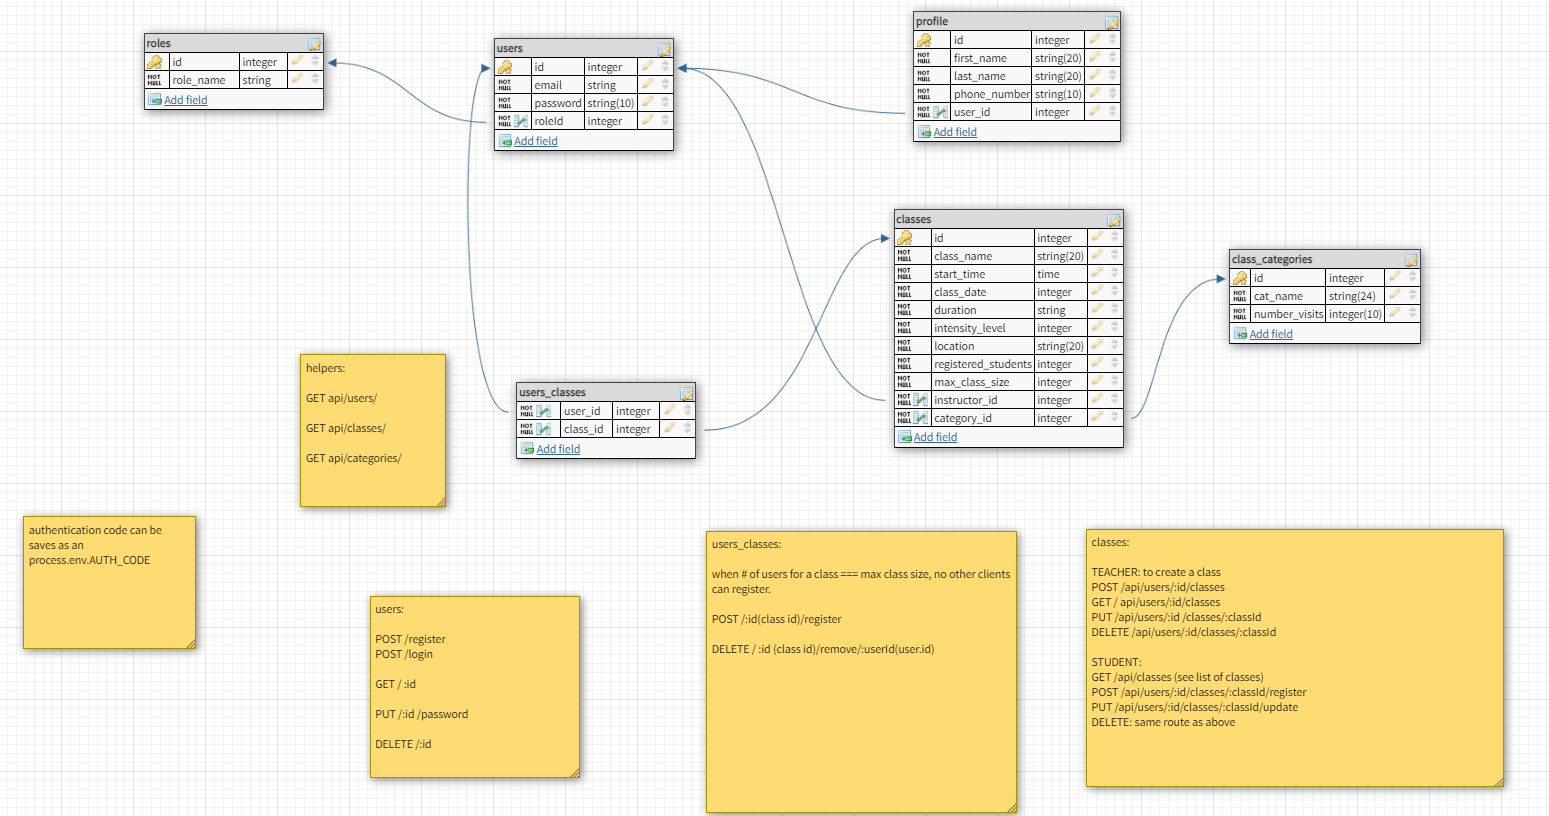 roles
id integer
NOT NULL role_name string
Add field
users
id integer
NOT NULL email string
NOT NULL password string(10)
NOT NULL roleId integer
Add field
profile
id integer
NOT NULL first_name string(20)
NOT NULL last_name string(20)
NOT NULL phone_number string(10)
NOT NULL user_id integer
Add field
classes
id integer
NOT NULL class_name string(20)
NOT NULL start_time time
NOT NULL class_date integer
NOT NULL duration string
NOT NULL intensity_level integer
NOT NULL location string(20)
NOT NULL registered_students integer
NOT NULL max_class_size integer
NOT NULL instructor_id integer
NOT NULL category_id integer
Add field
class_categories
id integer
NOT NULL cat_name string(24)
NOT NULL number_visits integer(10)
Add field
users_classes
NOT NULL user_id integer
NOT NULL class_id integer
Add field
helpers:
GET api/users/
GET api/classes/
GET api/categories/
authentication code can be
saves as an
process.env.AUTH_CODE
users:
POST /register
POST /login
GET / :id
PUT /:id /password
DELETE /:id
users_classes:
when # of users for a class === max class size, no other clients
can register.
POST /:id(class id)/register
DELETE / :id (class id)/remove/:userId(user.id)
classes:
TEACHER: to create a class
POST /api/users/:id/classes
GET / api/users/:id/classes
PUT /api/users/:id /classes/:classId
DELETE /api/users/:id/classes/:classId
STUDENT:
GET /api/classes (see list of classes)
POST /api/users/:id/classes/:classId/register
PUT /api/users/:id/classes/:classId/update
DELETE: same route as above